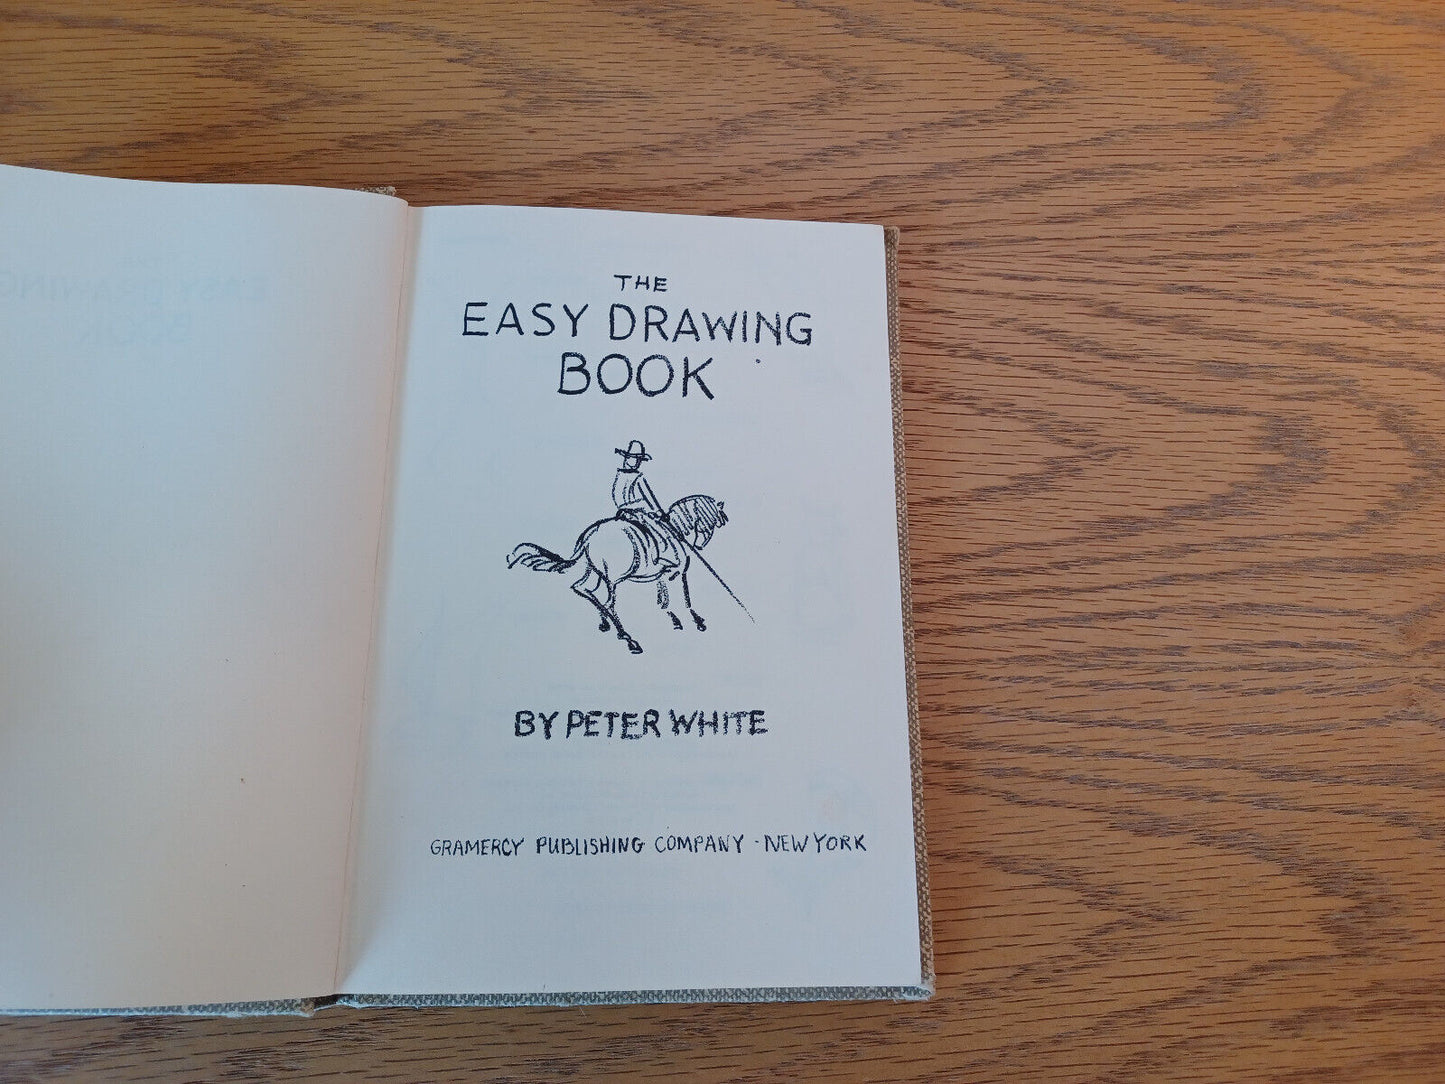 THE
EASY DRAWING
BOOK
BY PETER WHITE
GRAMERCY PUBLISHING COMPANY · NEW YORK